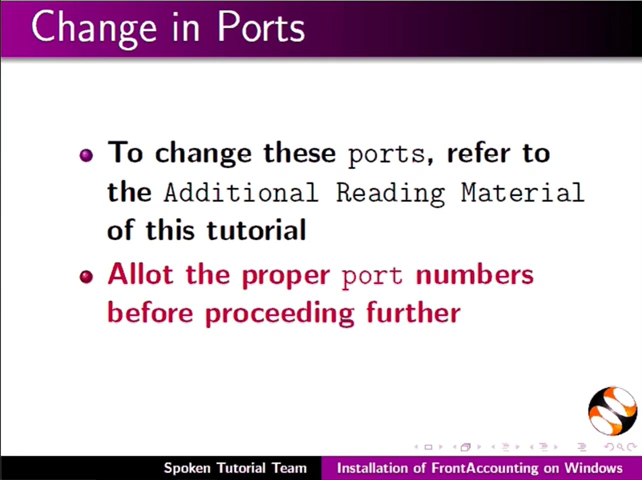 Change in Ports
To change these ports, refer to
the Additional Reading Material
of this tutorial
Allot the proper port numbers
before proceeding further
Spoken Tutorial Team
Installation of FrontAccounting on Windows